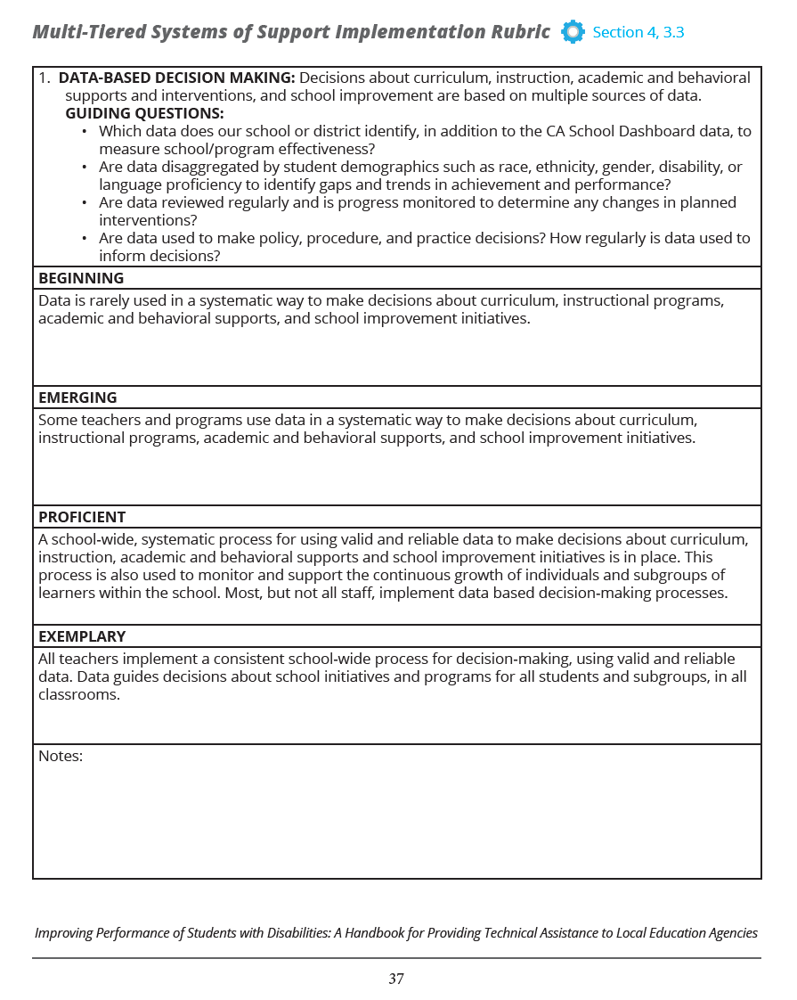 Multi-Tiered Systems of Support Implementation Rubric Section 4, 3.3
1. DATA-BASED DECISION MAKING: Decisions about curriculum, instruction, academic and behavioral
supports and interventions, and school improvement are based on multiple sources of data.
GUIDING QUESTIONS:
• Which data does our school or district identify, in addition to the CA School Dashboard data, to
measure school/program effectiveness?
• Are data disaggregated by student demographics such as race, ethnicity, gender, disability, or
language proficiency to identify gaps and trends in achievement and performance?
• Are data reviewed regularly and is progress monitored to determine any changes in planned
interventions?
• Are data used to make policy, procedure, and practice decisions? How regularly is data used to
inform decisions?
BEGINNING
Data is rarely used in a systematic way to make decisions about curriculum, instructional programs,
academic and behavioral supports, and school improvement initiatives.
EMERGING
Some teachers and programs use data in a systematic way to make decisions about curriculum,
instructional programs, academic and behavioral supports, and school improvement initiatives.
PROFICIENT
A school-wide, systematic process for using valid and reliable data to make decisions about curriculum,
instruction, academic and behavioral supports and school improvement initiatives is in place. This
process is also used to monitor and support the continuous growth of individuals and subgroups of
learners within the school. Most, but not all staff, implement data based decision-making processes.
EXEMPLARY
All teachers implement a consistent school-wide process for decision-making, using valid and reliable
data. Data guides decisions about school initiatives and programs for all students and subgroups, in all
classrooms.
Notes:
Improving Performance of Students with Disabilities: A Handbook for Providing Technical Assistance to Local Education Agencies
37